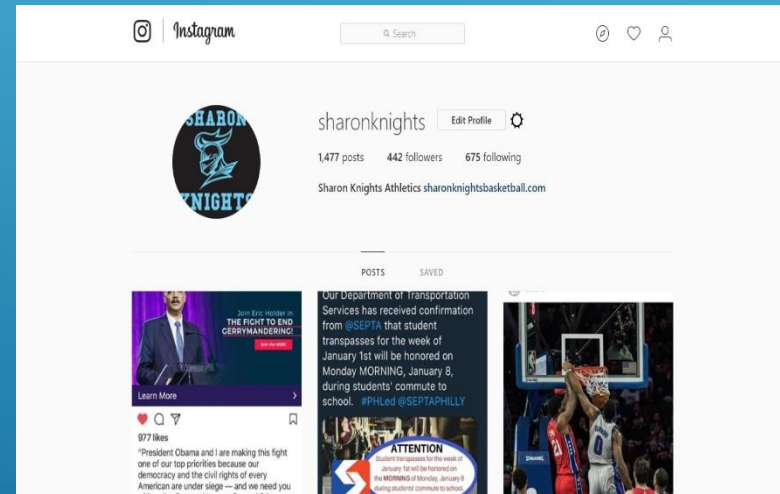 Instagram
Search
sharonknights Edit Profile
1,477 posts 442 followers 675 following
Sharon Knights Athletics sharonknightsbasketball.com
SHARON
KNIGHTS
POSTS SAVED
Join Eric Holder in
THE FIGHT TO END
GERRYMANDERING!
Learn More
977 likes
"President Obama and I are making this fight
one of our top priorities because our
democracy and the civil rights of every
American are under siege — and we need you
Our Department of Transportation
Services has received confirmation
from @SEPTA that student
transpasses for the week of
January 1st will be honored on
Monday MORNING, January 8,
during students' commute to
school. #PHLed @SEPTAPHILLY
ATTENTION
Student transpasses for the week of
January 1st will be honored on
the MORNING of Monday, January 8
during students' commute to school.
21
0